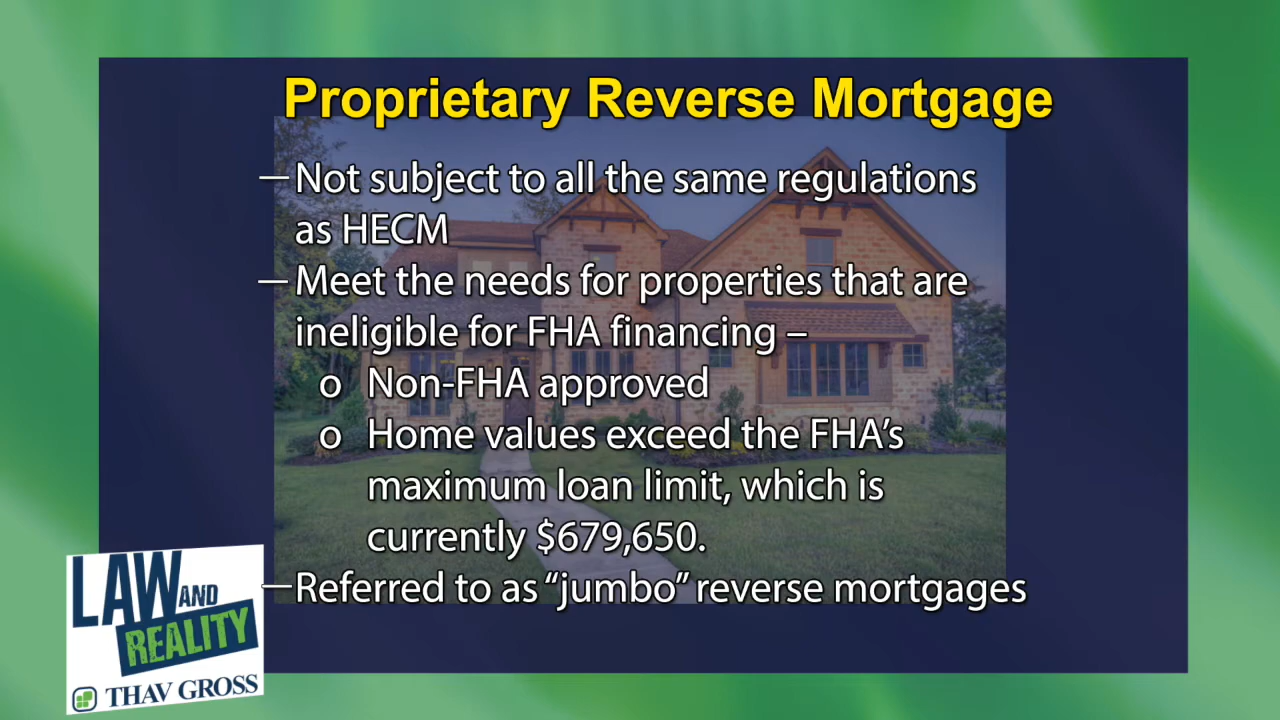 Proprietary Reverse Mortgage
—Not subject to all the same regulations
as HECM
—Meet the needs for properties that are
ineligible for FHA financing –
o Non-FHA approved
o Home values exceed the FHA’s
maximum loan limit, which is
currently $679,650.
—Referred to as “jumbo” reverse mortgages
LAW AND
REALITY
THAV GROSS